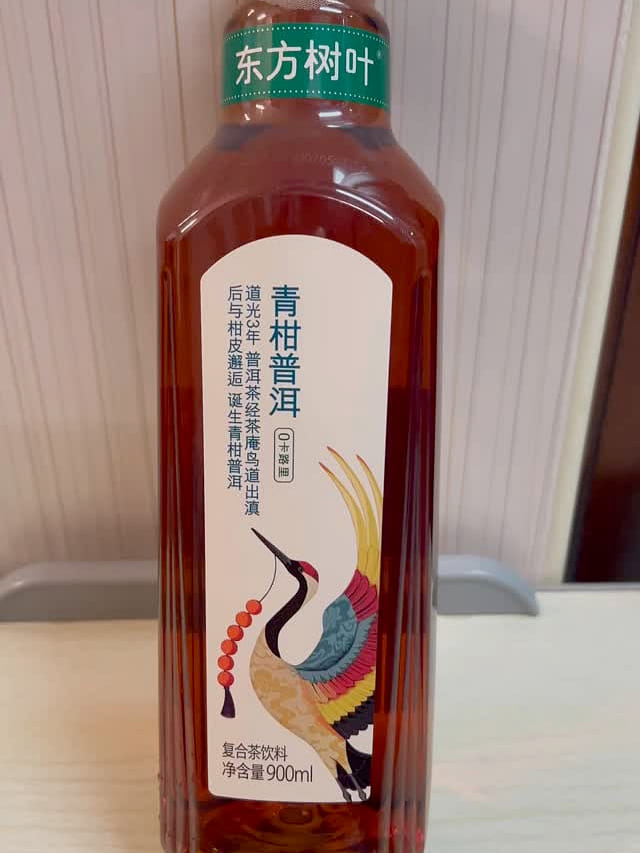 东方树叶®
青柑普洱
0卡路里
道光3年 普洱茶经茶庵鸟道出滇
后与柑皮邂逅 诞生青柑普洱
复合茶饮料
净含量900ml